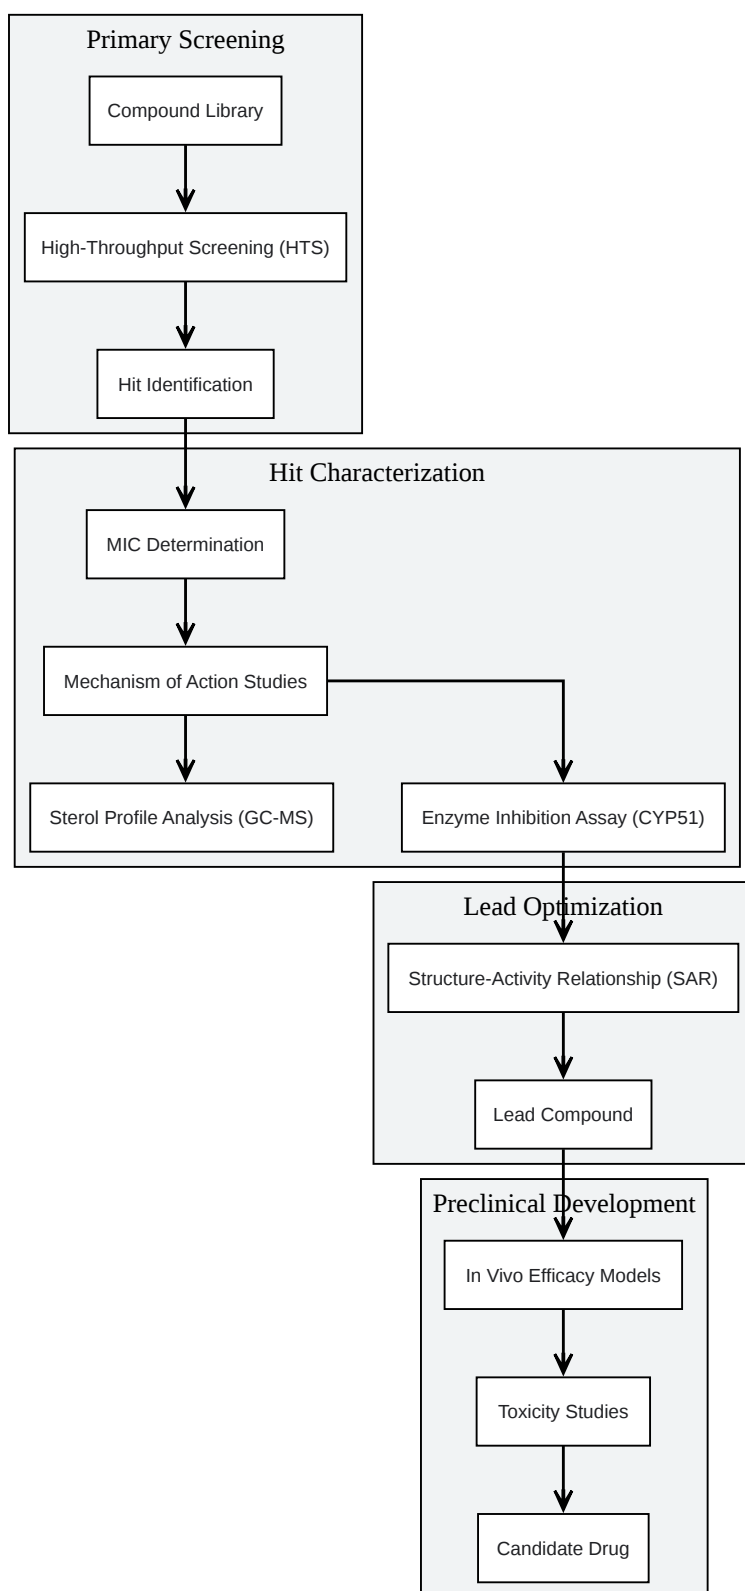 Primary Screening
Compound Library
High-Throughput Screening (HTS)
Hit Identification
Hit Characterization
MIC Determination
Mechanism of Action Studies
Sterol Profile Analysis (GC-MS)
Enzyme Inhibition Assay (CYP51)
Lead Optimization
Structure-Activity Relationship (SAR)
Lead Compound
Preclinical Development
In Vivo Efficacy Models
Toxicity Studies
Candidate Drug